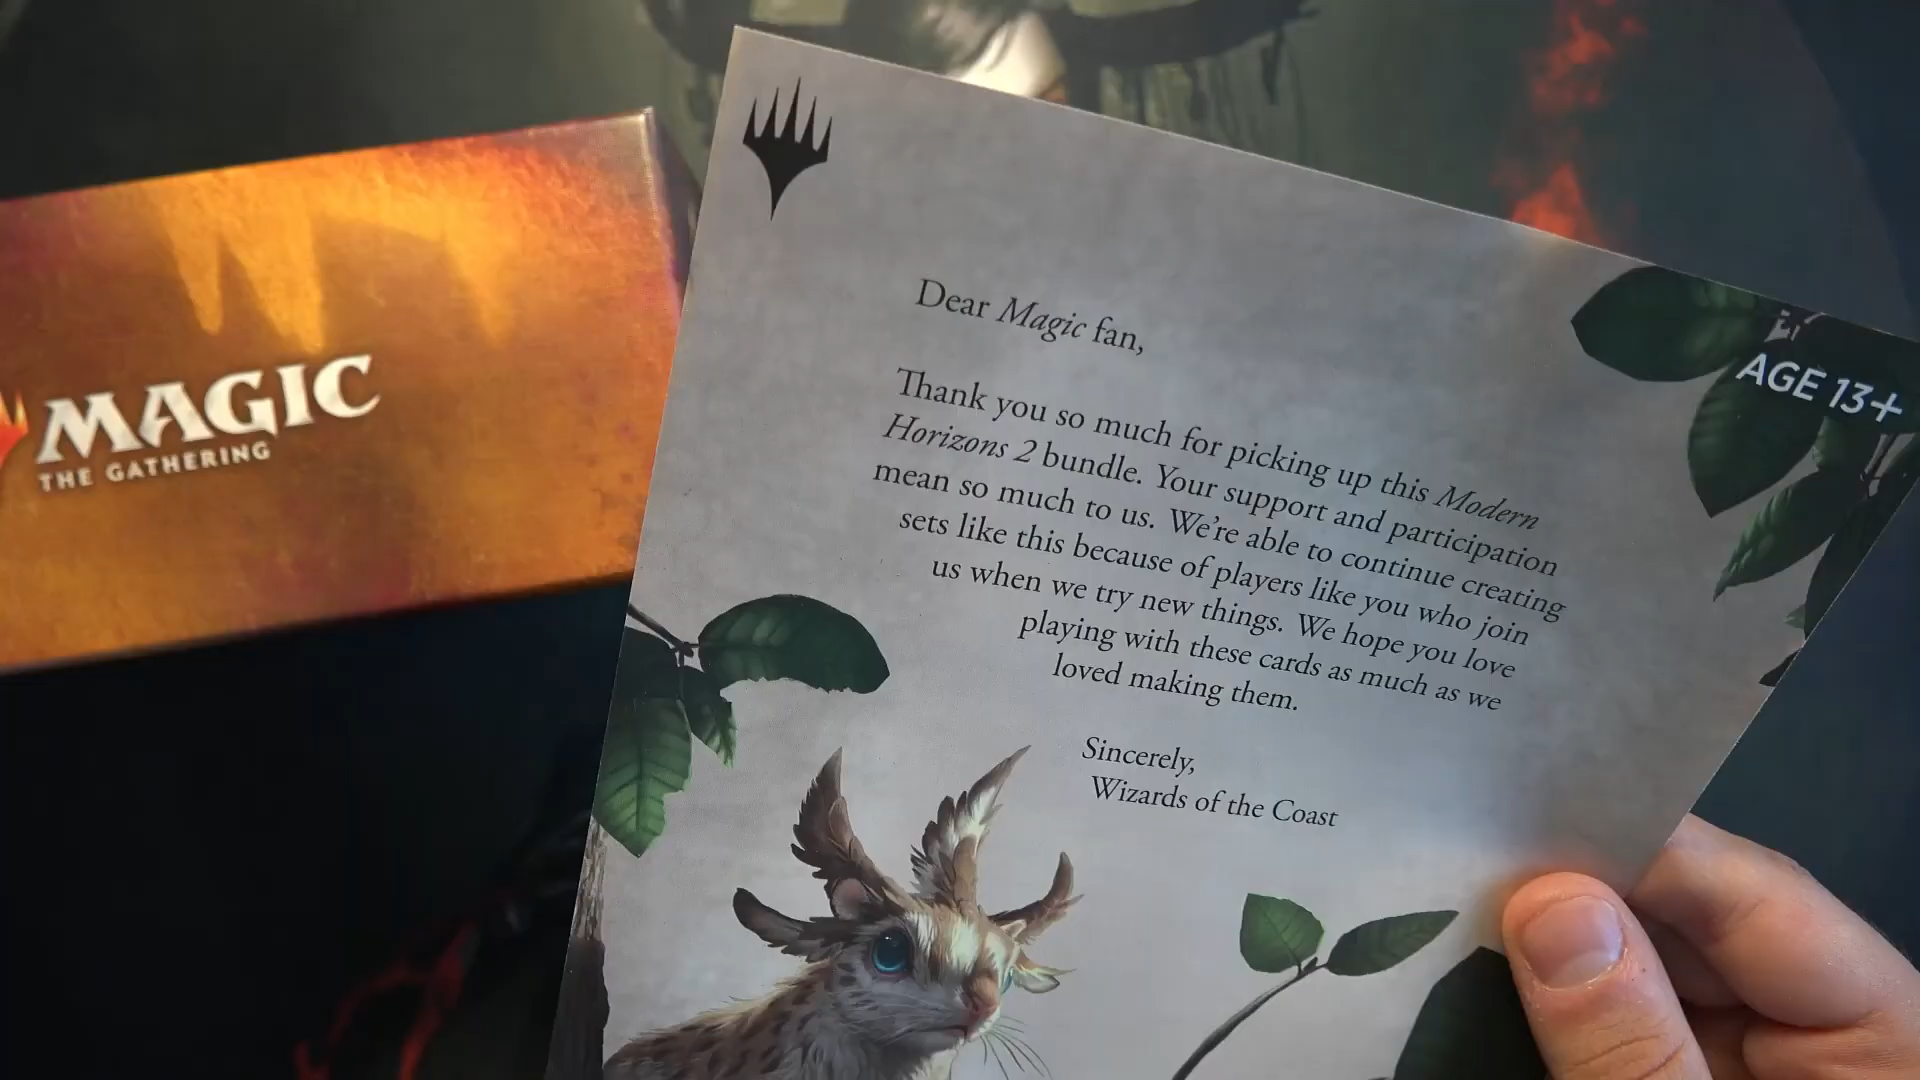 MAGIC
THE GATHERING
AGE 13+
Dear Magic fan,
Thank you so much for picking up this Modern
Horizons 2 bundle. Your support and participation
mean so much to us. We're able to continue creating
sets like this because of players like you who join
us when we try new things. We hope you love
playing with these cards as much as we
loved making them.
Sincerely,
Wizards of the Coast